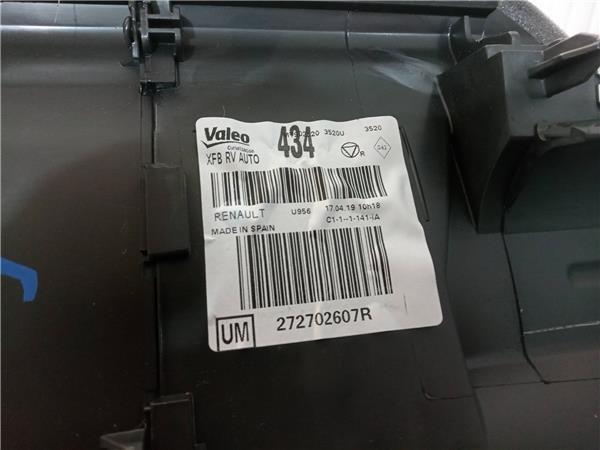 Valeo 434 3520U 3520
Climatización R
XFB RV AUTO
RENAULT U956 17.04.19 10h18
MADE IN SPAIN C1-1--1-141-IA
UM 272702607R